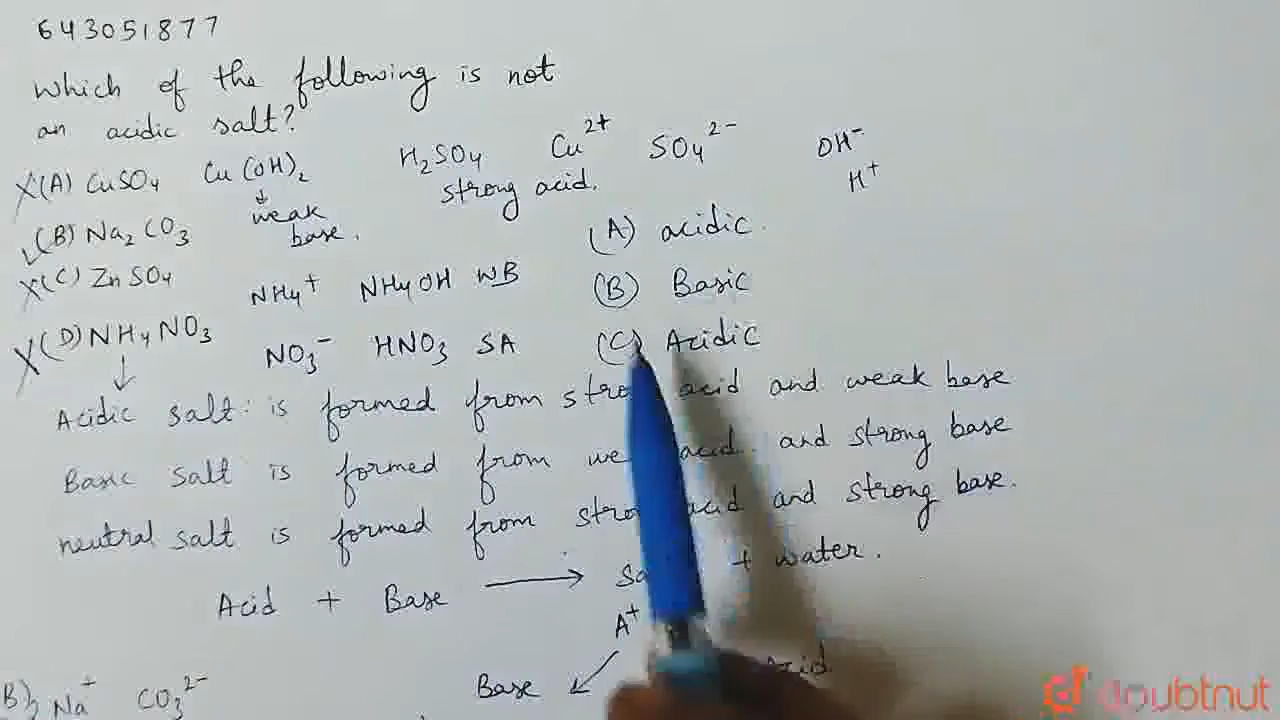 643051877
Which of the following is not
an acidic salt?
X(A) CuSO4 Cu(OH)2 H2SO4 Cu2+ SO4 2- OH-
weak base. strong acid. H+
✓(B) Na2CO3 (A) acidic.
X(C) ZnSO4 NH4+ NH4OH WB (B) Basic
X(D) NH4NO3 NO3- HNO3 SA (C) Acidic
Acidic salt: is formed from stro acid and weak base
Basic salt is formed from we acid and strong base
neutral salt is formed from stro acid and strong base.
Acid + Base → Sa + water.
A+
Base
B) Na+ CO3 2-
doubtnut